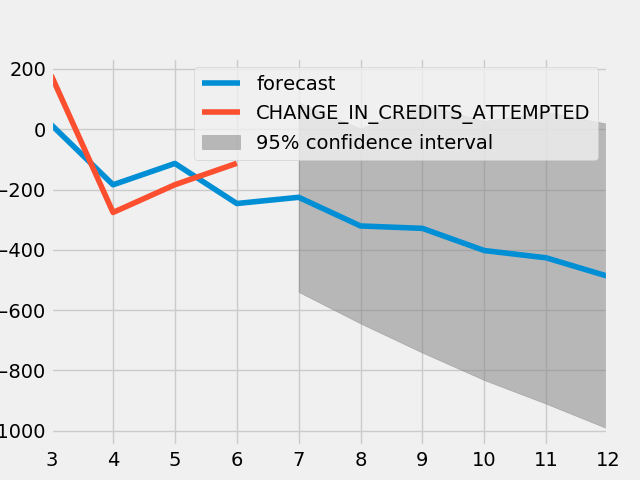 200
forecast
CHANGE_IN_CREDITS_ATTEMPTED
0
95% confidence interval
−200
−400
−600
−800
1000
3 4 5 6 7 8 9 10 11 12